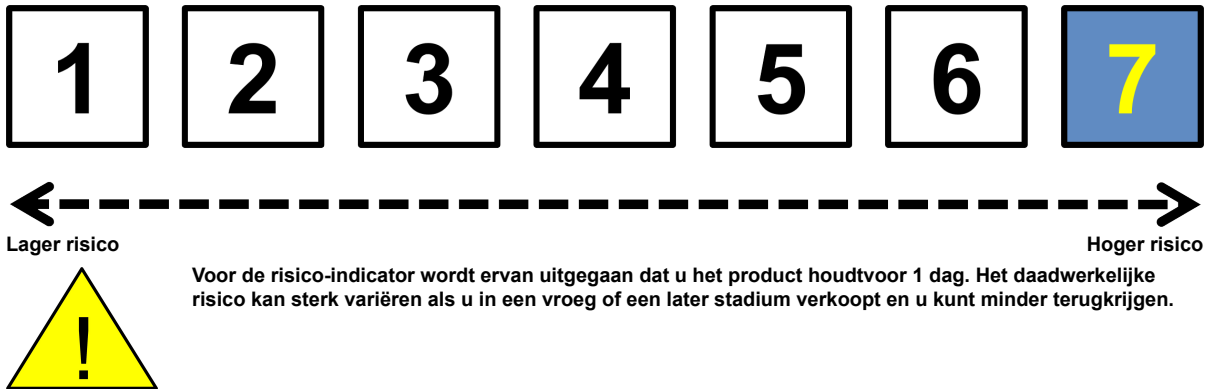 1 2 3 4 5 6 7
Lager risico Hoger risico
Voor de risico-indicator wordt ervan uitgegaan dat u het product houdtvoor 1 dag. Het daadwerkelijke
risico kan sterk variëren als u in een vroeg of een later stadium verkoopt en u kunt minder terugkrijgen.
!